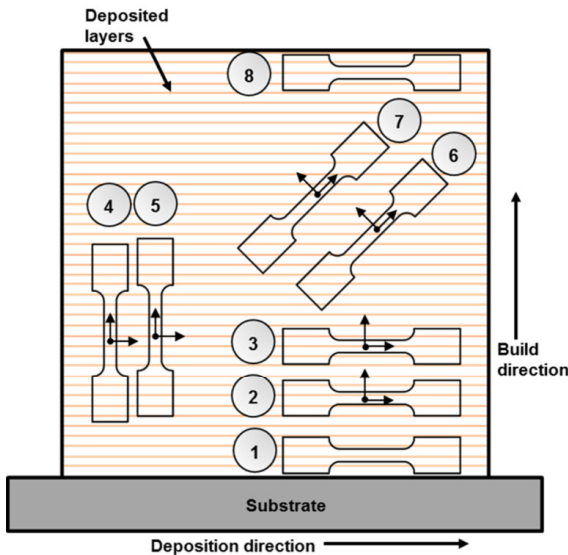 Deposited
layers
8
7
6
4
5
3
Build
direction
2
1
Substrate
Deposition direction